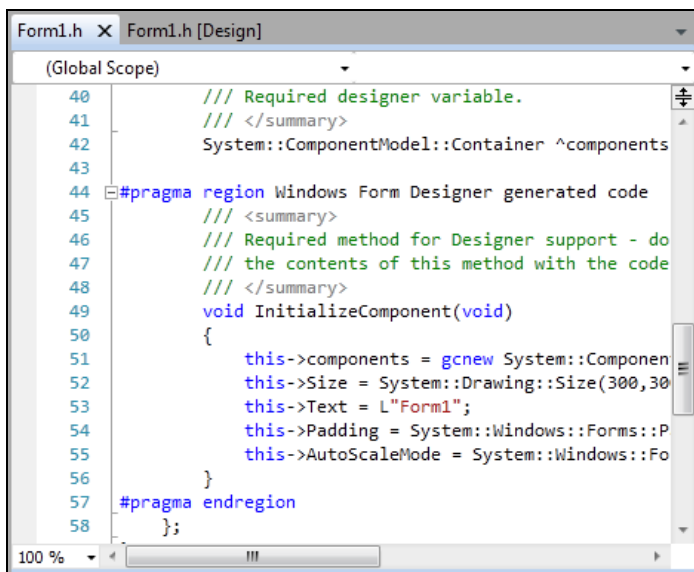 Form1.h X Form1.h [Design]
(Global Scope)
40 /// Required designer variable.
41 /// </summary>
42 System::ComponentModel::Container ^components
43
44 #pragma region Windows Form Designer generated code
45 /// <summary>
46 /// Required method for Designer support - do
47 /// the contents of this method with the code
48 /// </summary>
49 void InitializeComponent(void)
50 {
51 this->components = gcnew System::Componen
52 this->Size = System::Drawing::Size(300,30
53 this->Text = L"Form1";
54 this->Padding = System::Windows::Forms::P
55 this->AutoScaleMode = System::Windows::Fo
56 }
57 #pragma endregion
58 };
100 %